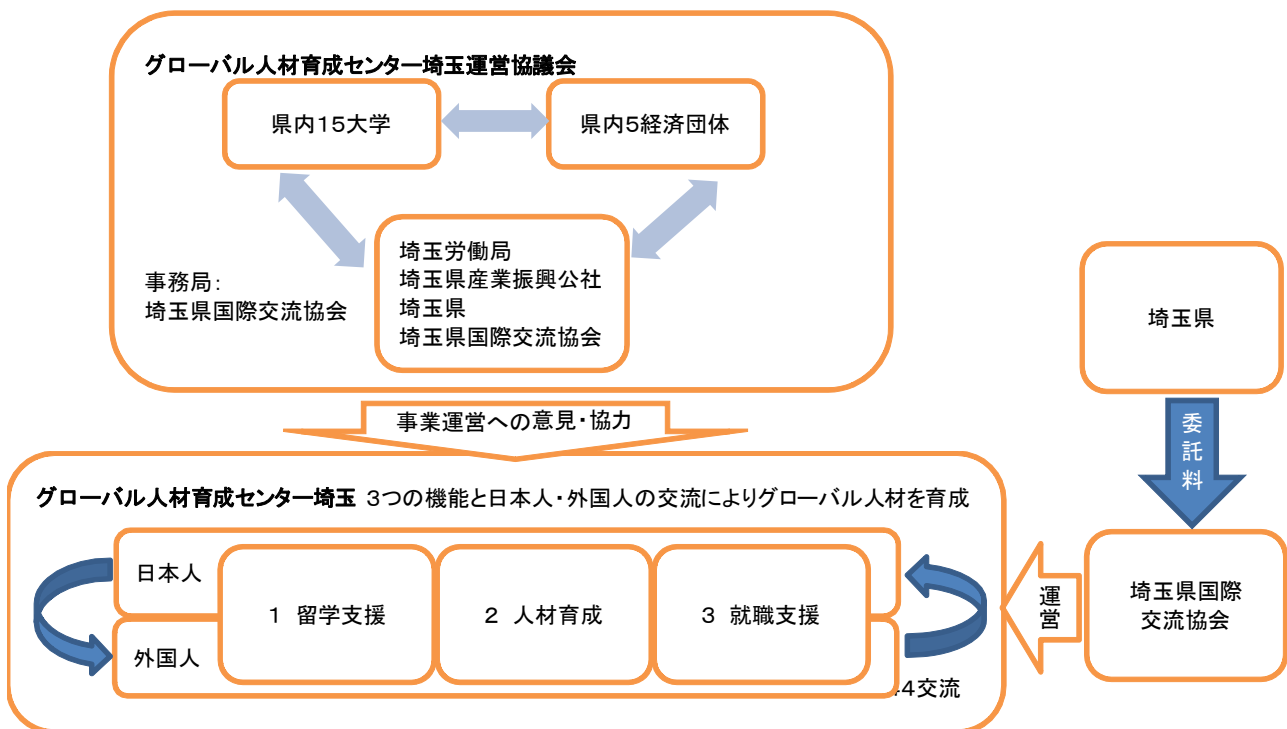 グローバル人材育成センター埼玉運営協議会
県内15大学
県内5経済団体
埼玉労働局
埼玉県産業振興公社
埼玉県
埼玉県国際交流協会
事務局:
埼玉県国際交流協会
事業運営への意見・協力
埼玉県
委託料
埼玉県国際
交流協会
運営
グローバル人材育成センター埼玉 3つの機能と日本人・外国人の交流によりグローバル人材を育成
日本人
外国人
1 留学支援
2 人材育成
3 就職支援
4交流